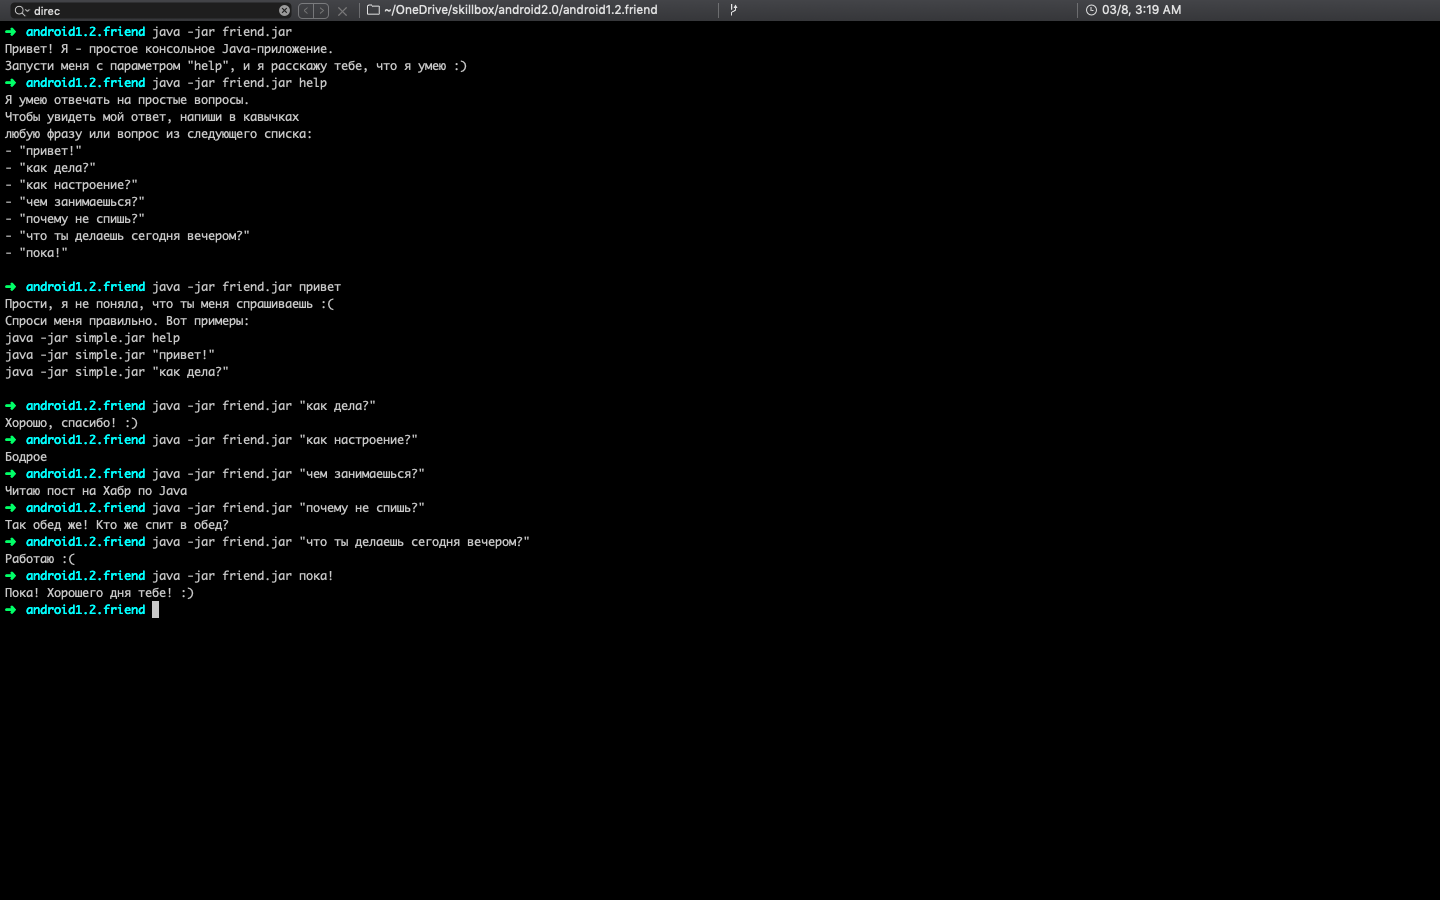 direc
~/OneDrive/skillbox/android2.0/android1.2.friend
03/8, 3:19 AM
➜ android1.2.friend java -jar friend.jar
Привет! Я - простое консольное Java-приложение.
Запусти меня с параметром "help", и я расскажу тебе, что я умею :)
➜ android1.2.friend java -jar friend.jar help
Я умею отвечать на простые вопросы.
Чтобы увидеть мой ответ, напиши в кавычках
любую фразу или вопрос из следующего списка:
- "привет!"
- "как дела?"
- "как настроение?"
- "чем занимаешься?"
- "почему не спишь?"
- "что ты делаешь сегодня вечером?"
- "пока!"
➜ android1.2.friend java -jar friend.jar привет
Прости, я не поняла, что ты меня спрашиваешь :(
Спроси меня правильно. Вот примеры:
java -jar simple.jar help
java -jar simple.jar "привет!"
java -jar simple.jar "как дела?"
➜ android1.2.friend java -jar friend.jar "как дела?"
Хорошо, спасибо! :)
➜ android1.2.friend java -jar friend.jar "как настроение?"
Бодрое
➜ android1.2.friend java -jar friend.jar "чем занимаешься?"
Читаю пост на Хабр по Java
➜ android1.2.friend java -jar friend.jar "почему не спишь?"
Так обед же! Кто же спит в обед?
➜ android1.2.friend java -jar friend.jar "что ты делаешь сегодня вечером?"
Работаю :(
➜ android1.2.friend java -jar friend.jar пока!
Пока! Хорошего дня тебе! :)
➜ android1.2.friend